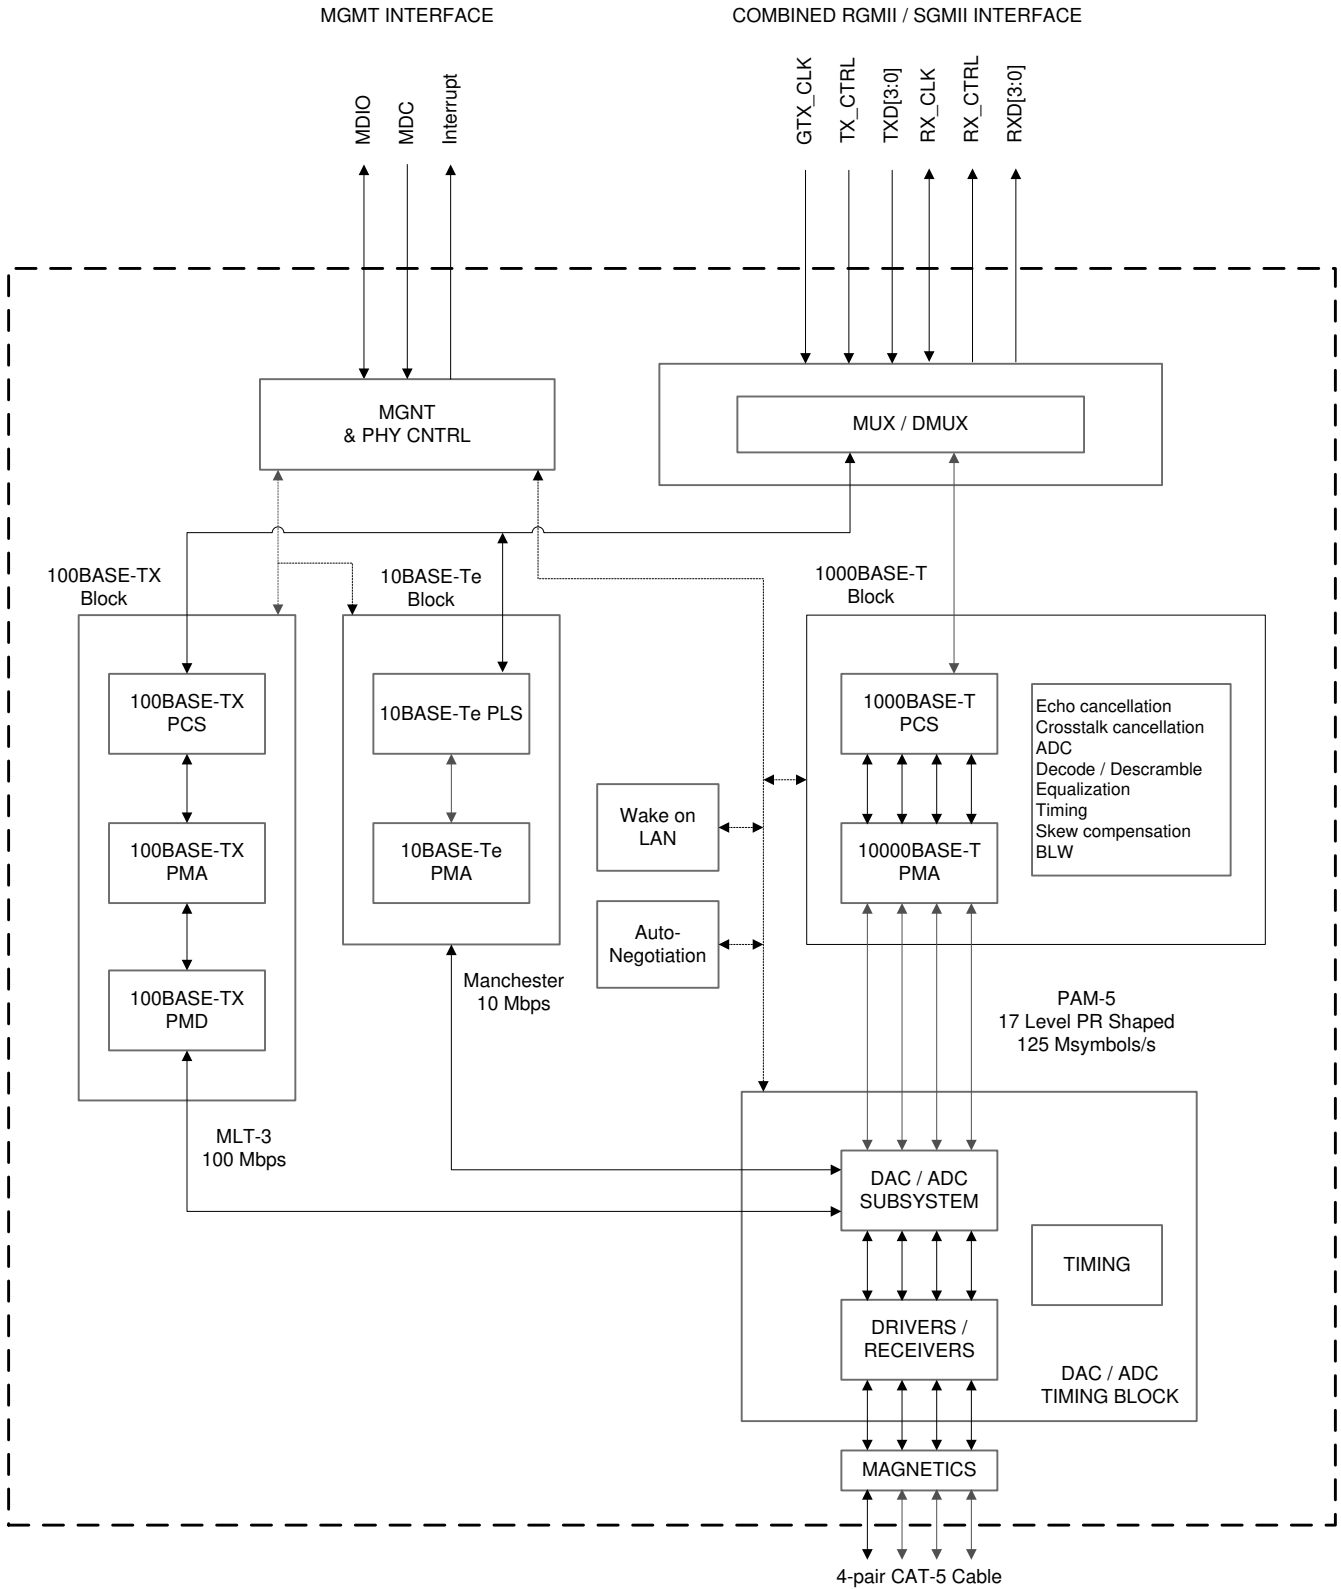 MGMT INTERFACE
COMBINED RGMII / SGMII INTERFACE
MDIO
MDC
Interrupt
GTX_CLK
TX_CTRL
TXD[3:0]
RX_CLK
RX_CTRL
RXD[3:0]
MGNT
& PHY CNTRL
MUX / DMUX
100BASE-TX
Block
10BASE-Te
Block
1000BASE-T
Block
100BASE-TX
PCS
10BASE-Te PLS
1000BASE-T
PCS
Echo cancellation
Crosstalk cancellation
ADC
Decode / Descramble
Equalization
Timing
Skew compensation
BLW
Wake on
LAN
100BASE-TX
PMA
10BASE-Te
PMA
10000BASE-T
PMA
Auto-
Negotiation
100BASE-TX
PMD
Manchester
10 Mbps
PAM-5
17 Level PR Shaped
125 Msymbols/s
MLT-3
100 Mbps
DAC / ADC
SUBSYSTEM
TIMING
DRIVERS /
RECEIVERS
DAC / ADC
TIMING BLOCK
MAGNETICS
4-pair CAT-5 Cable